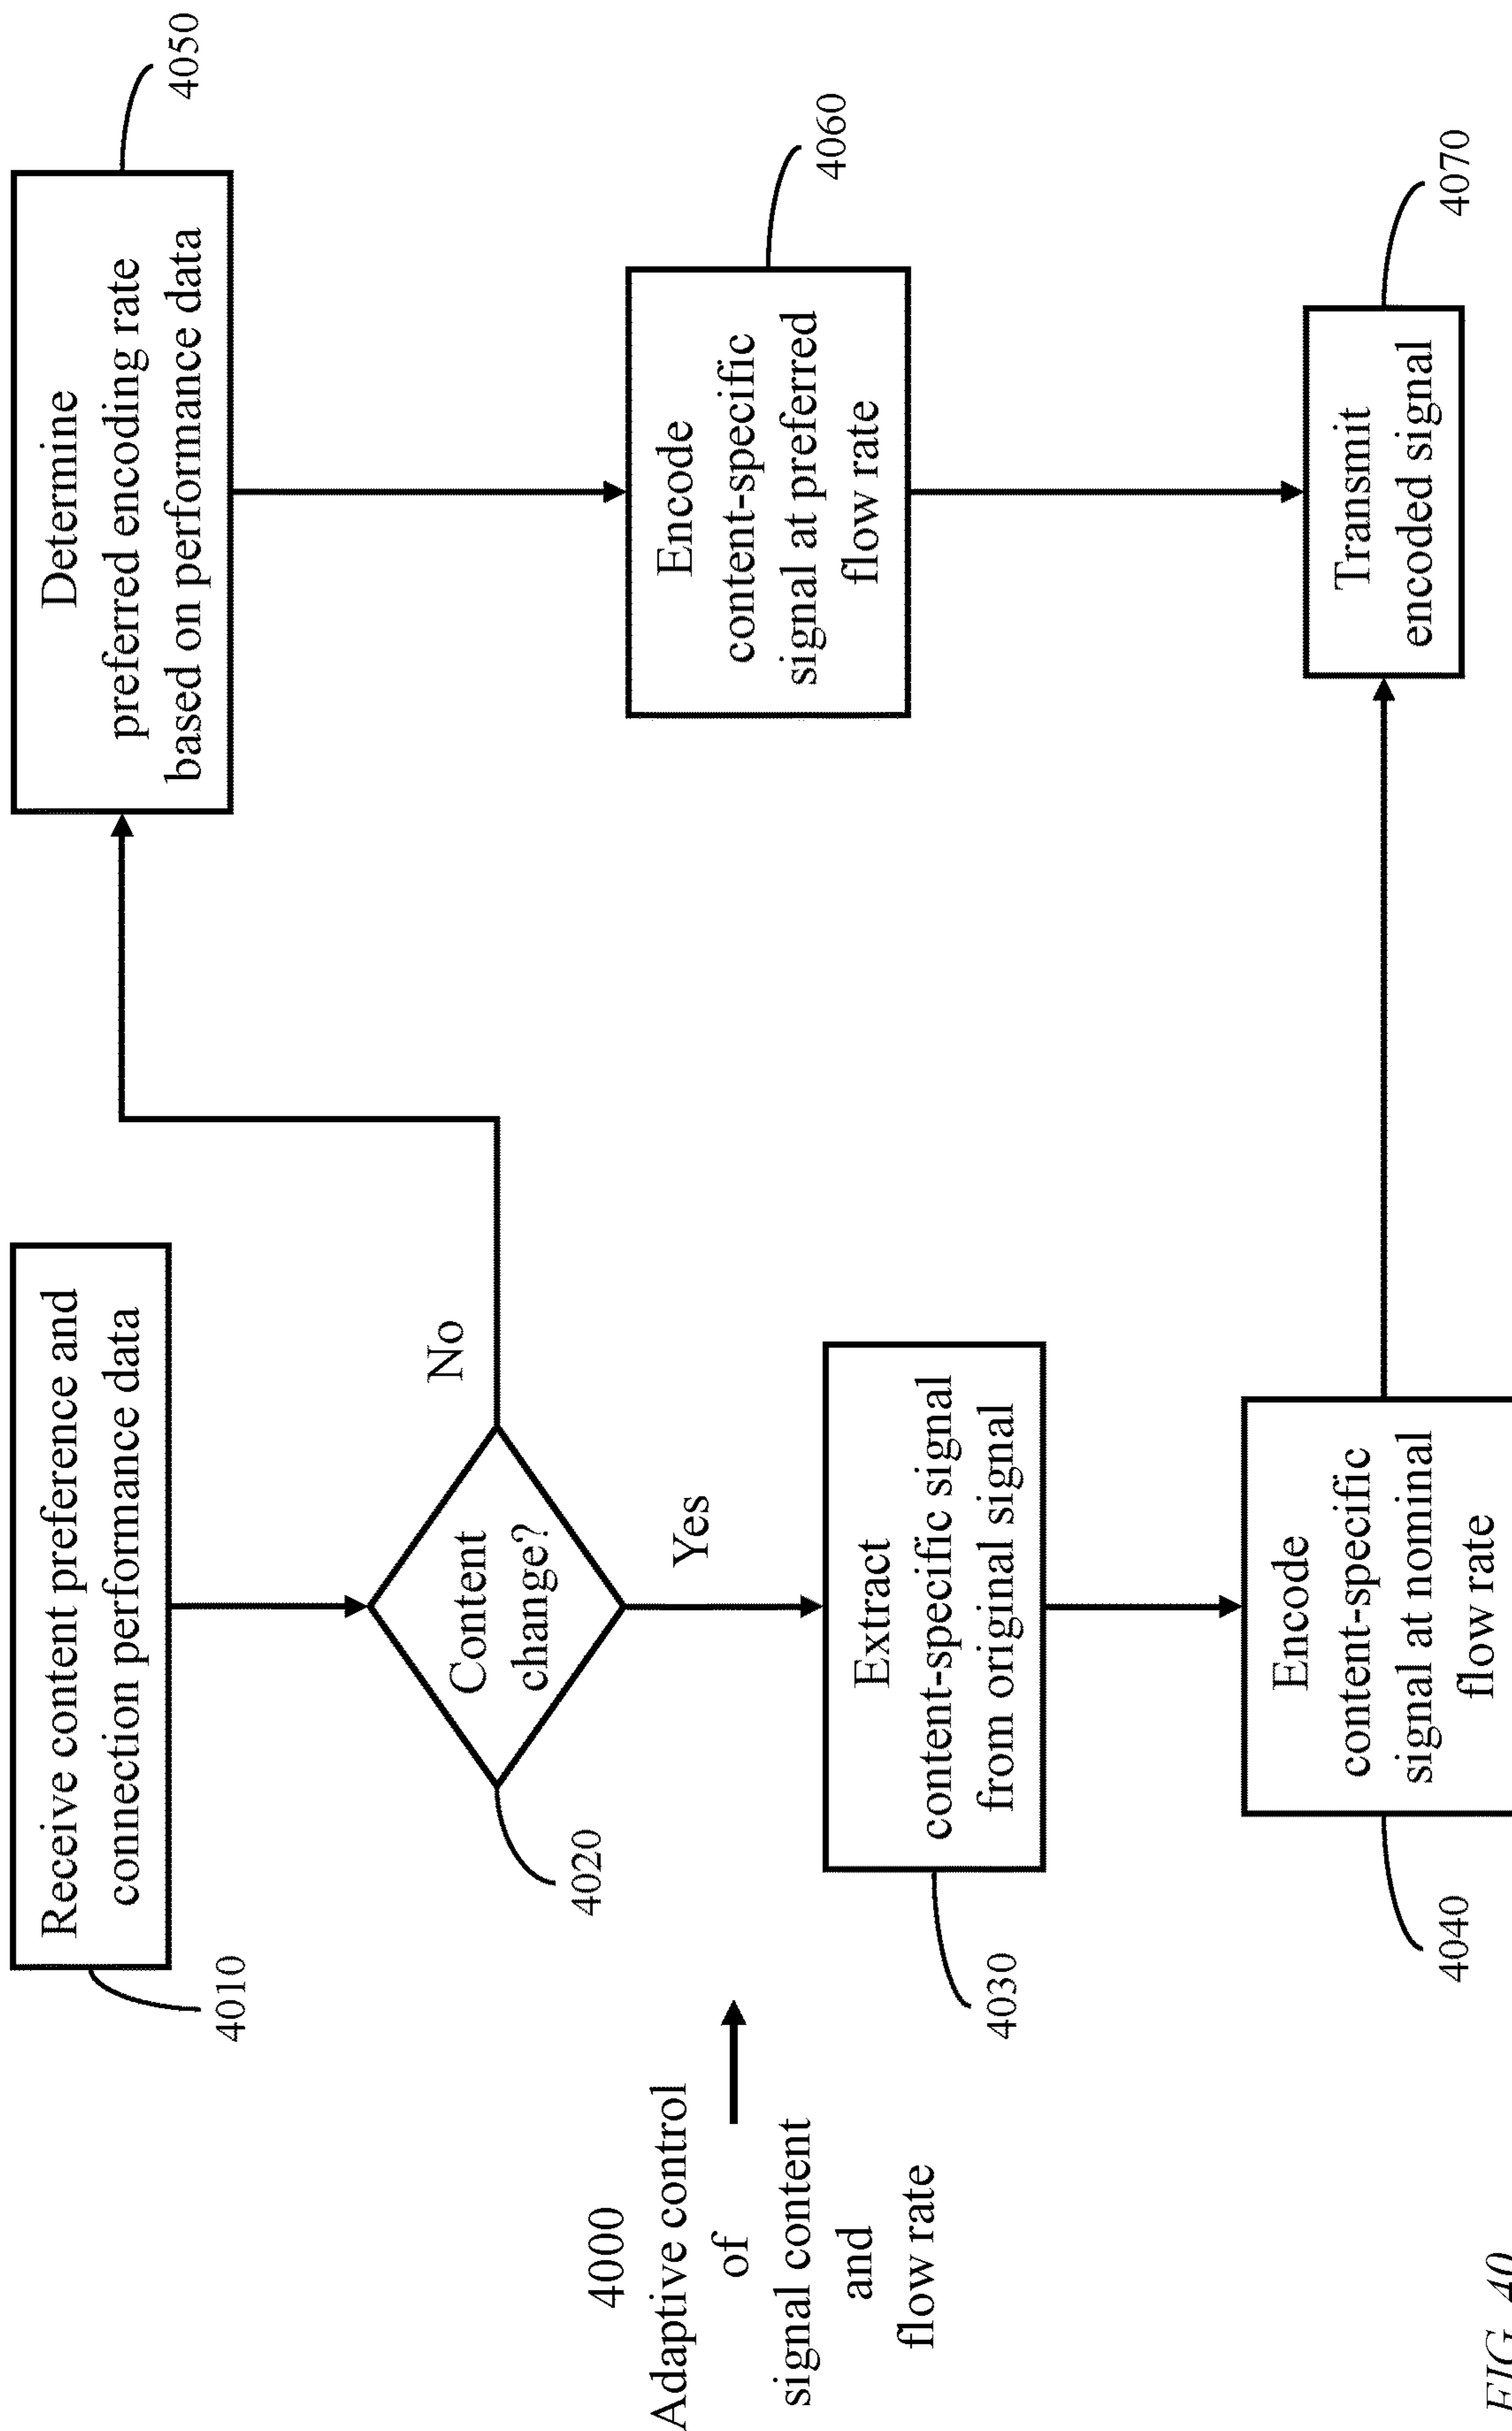 Receive content preference and
connection performance data
4010
Content
change?
4020
No
Yes
Extract
content-specific signal
from original signal
4030
Encode
content-specific
signal at nominal
flow rate
4040
Determine
preferred encoding rate
based on performance data
4050
Encode
content-specific
signal at preferred
flow rate
4060
Transmit
encoded signal
4070
4000
Adaptive control
of
signal content
and
flow rate
FIG. 40